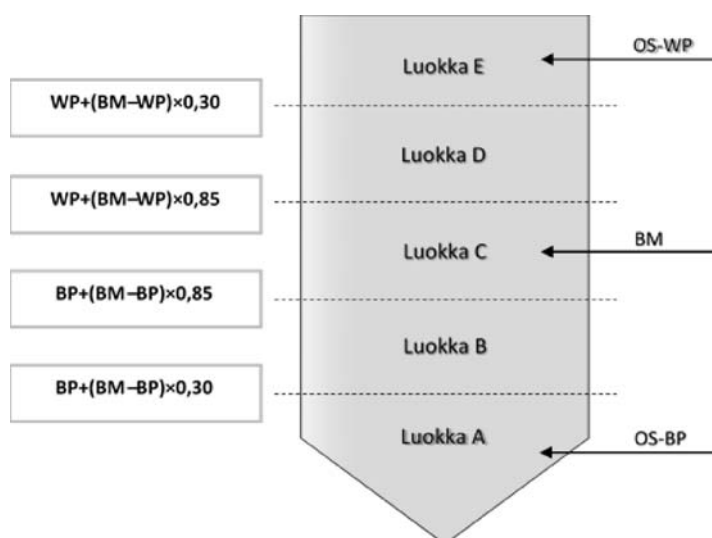 OS-WP
Luokka E
WP+(BM−WP)×0,30
Luokka D
WP+(BM−WP)×0,85
BM
Luokka C
BP+(BM−BP)×0,85
Luokka B
BP+(BM−BP)×0,30
Luokka A
OS-BP